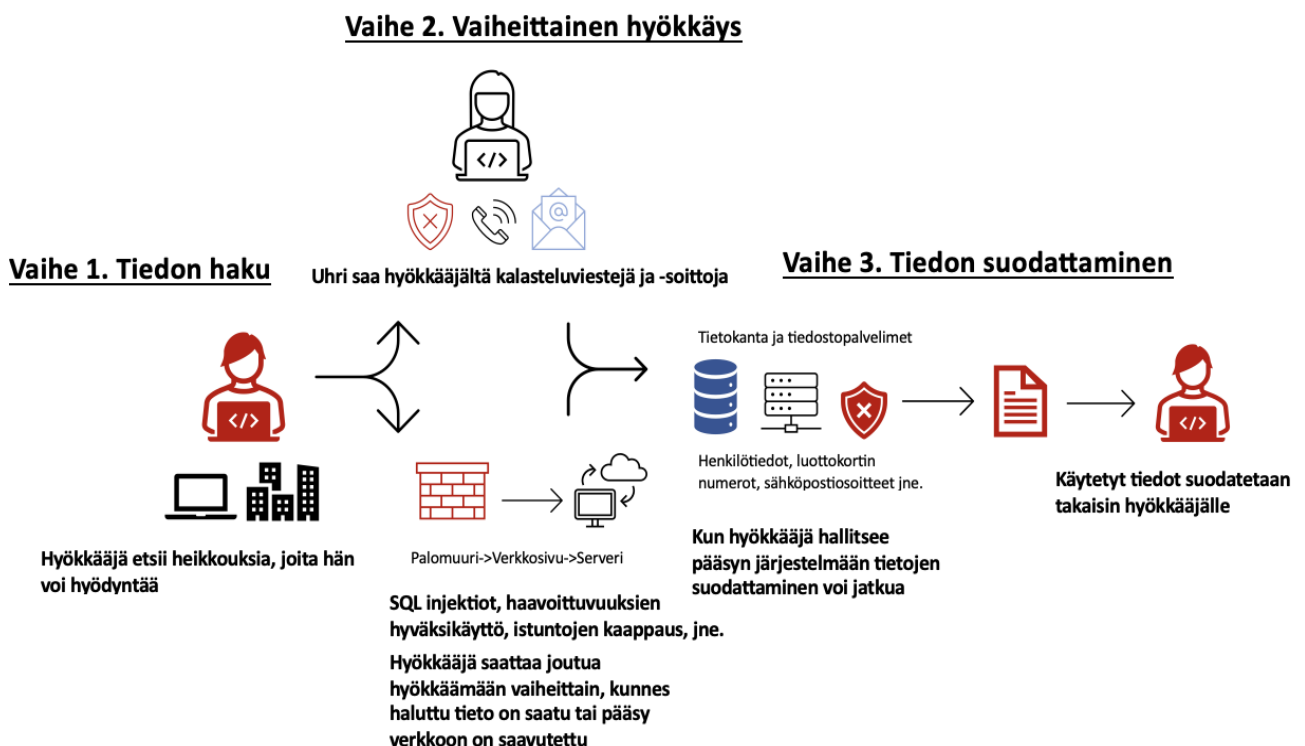 Vaihe 2. Vaiheittainen hyökkäys
@
</>
Uhri saa hyökkääjältä kalasteluviestejä ja -soittoja
Vaihe 1. Tiedon haku
</>
Hyökkääjä etsii heikkouksia, joita hän
voi hyödyntää
Palomuuri->Verkkosivu->Serveri
SQL injektiot, haavoittuvuuksien
hyväksikäyttö, istuntojen kaappaus, jne.
Hyökkääjä saattaa joutua
hyökkäämään vaiheittain, kunnes
haluttu tieto on saatu tai pääsy
verkkoon on saavutettu
Vaihe 3. Tiedon suodattaminen
Tietokanta ja tiedostopalvelimet
Henkilötiedot, luottokortin
numerot, sähköpostiosoitteet jne.
Kun hyökkääjä hallitsee
pääsyn järjestelmään tietojen
suodattaminen voi jatkua
</>
Käytetyt tiedot suodatetaan
takaisin hyökkääjälle